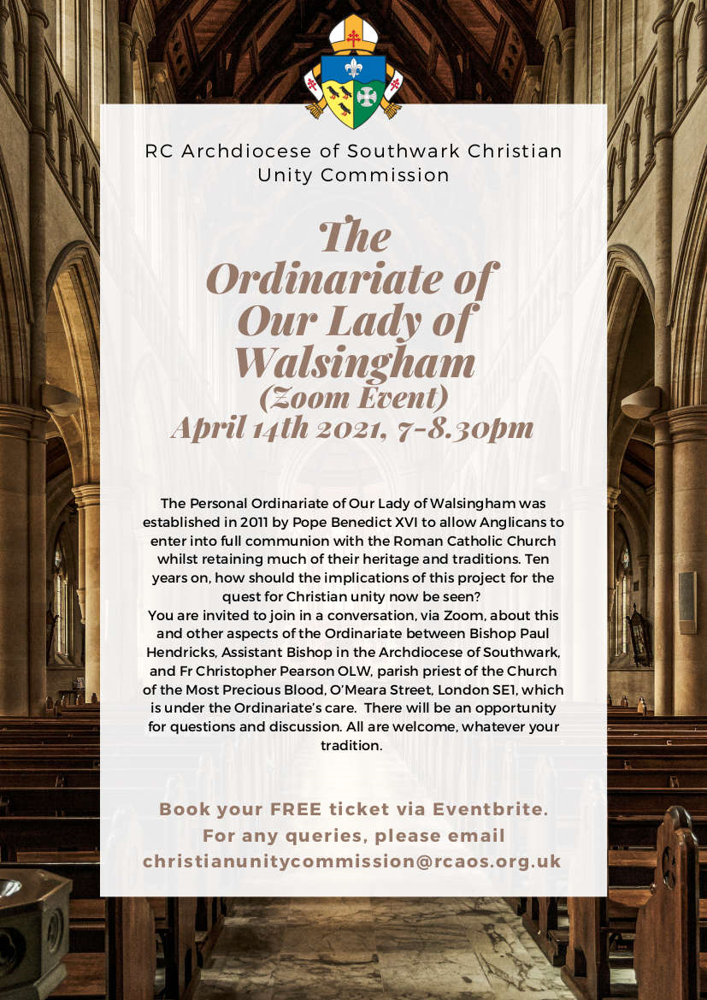 RC Archdiocese of Southwark Christian
Unity Commission
The
Ordinariate of
Our Lady of
Walsingham
(Zoom Event)
April 14th 2021, 7-8.30pm
The Personal Ordinariate of Our Lady of Walsingham was
established in 2011 by Pope Benedict XVI to allow Anglicans to
enter into full communion with the Roman Catholic Church
whilst retaining much of their heritage and traditions. Ten
years on, how should the implications of this project for the
quest for Christian unity now be seen?
You are invited to join in a conversation, via Zoom, about this
and other aspects of the Ordinariate between Bishop Paul
Hendricks, Assistant Bishop in the Archdiocese of Southwark,
and Fr Christopher Pearson OLW, parish priest of the Church
of the Most Precious Blood, O’Meara Street, London SE1, which
is under the Ordinariate’s care.  There will be an opportunity
for questions and discussion. All are welcome, whatever your
tradition.
Book your FREE ticket via Eventbrite.
For any queries, please email
christianunitycommission@rcaos.org.uk